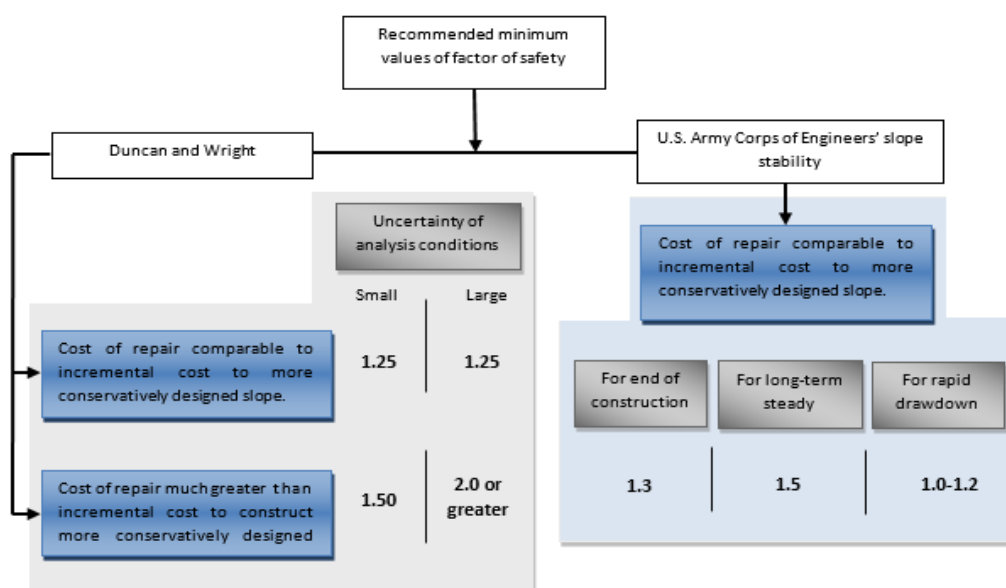 Recommended minimum
values of factor of safety
Duncan and Wright
U.S. Army Corps of Engineers' slope
stability
Uncertainty of
analysis conditions
Small
Large
Cost of repair comparable to
incremental cost to more
conservatively designed slope.
1.25
1.25
Cost of repair much greater than
incremental cost to construct
more conservatively designed
1.50
2.0 or
greater
Cost of repair comparable to
incremental cost to more
conservatively designed slope.
For end of
construction
For long-term
steady
For rapid
drawdown
1.3
1.5
1.0-1.2